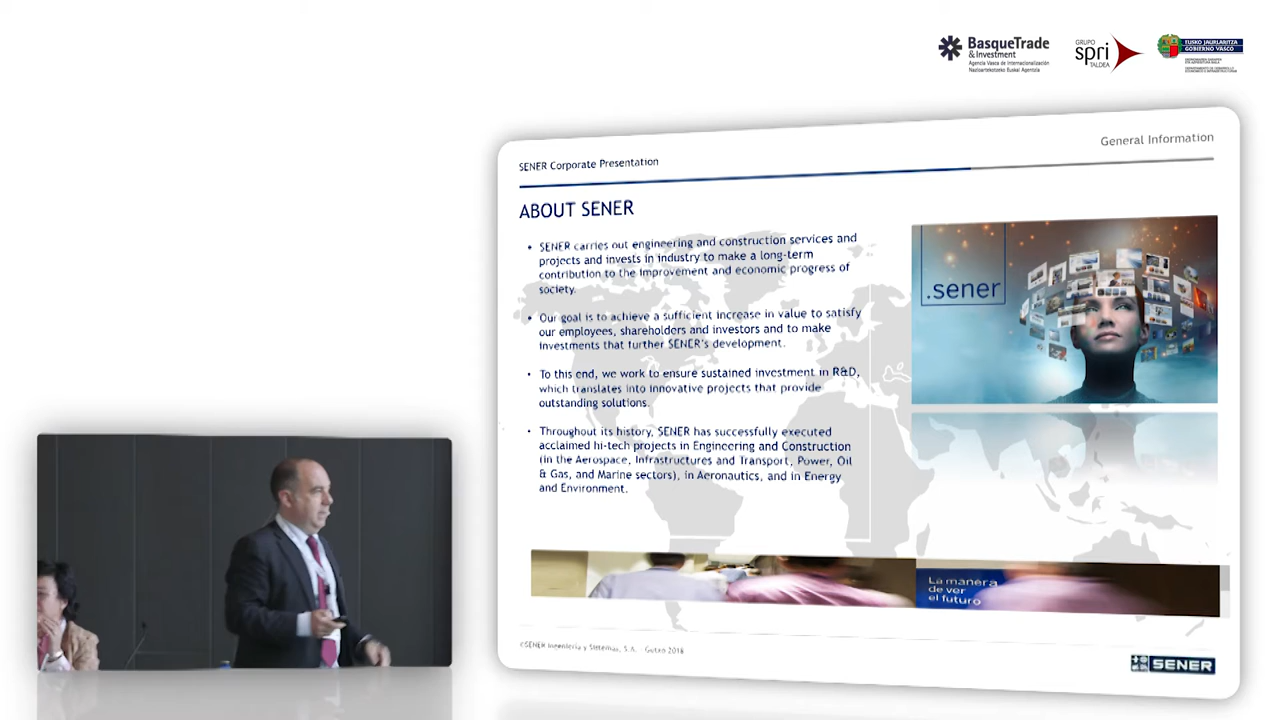 BasqueTrade
& Investment
Agencia Vasca de Internacionalización
Nazioartekotzeko Euskal Agentzia
GRUPO
spri
TALDEA
EUSKO JAURLARITZA
GOBIERNO VASCO
SENER Corporate Presentation
General Information
ABOUT SENER
• SENER carries out engineering and construction services and
projects and invests in industry to make a long-term
contribution to the improvement and economic progress of
society.
• Our goal is to achieve a sufficient increase in value to satisfy
our employees, shareholders and investors and to make
investments that further SENER's development.
• To this end, we work to ensure sustained investment in R&D,
which translates into innovative projects that provide
outstanding solutions.
• Throughout its history, SENER has successfully executed
acclaimed hi-tech projects in Engineering and Construction
(in the Aerospace, Infrastructures and Transport, Power, Oil
& Gas, and Marine sectors), in Aeronautics, and in Energy
and Environment.
.sener
La manera
de ver
el futuro
©SENER Ingeniería y Sistemas, S.A. - Getxo 2016
SENER